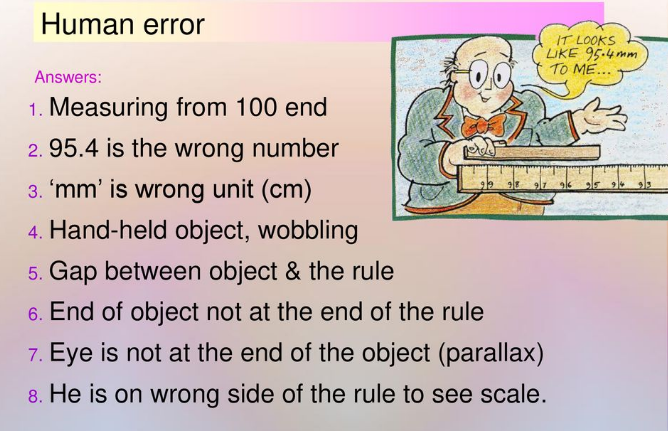 Human error
Answers:
1. Measuring from 100 end
2. 95.4 is the wrong number
3. ‘mm’ is wrong unit (cm)
4. Hand-held object, wobbling
5. Gap between object & the rule
6. End of object not at the end of the rule
7. Eye is not at the end of the object (parallax)
8. He is on wrong side of the rule to see scale.
IT LOOKS
LIKE 95.4mm
TO ME...
99 98 97 96 95 94 93